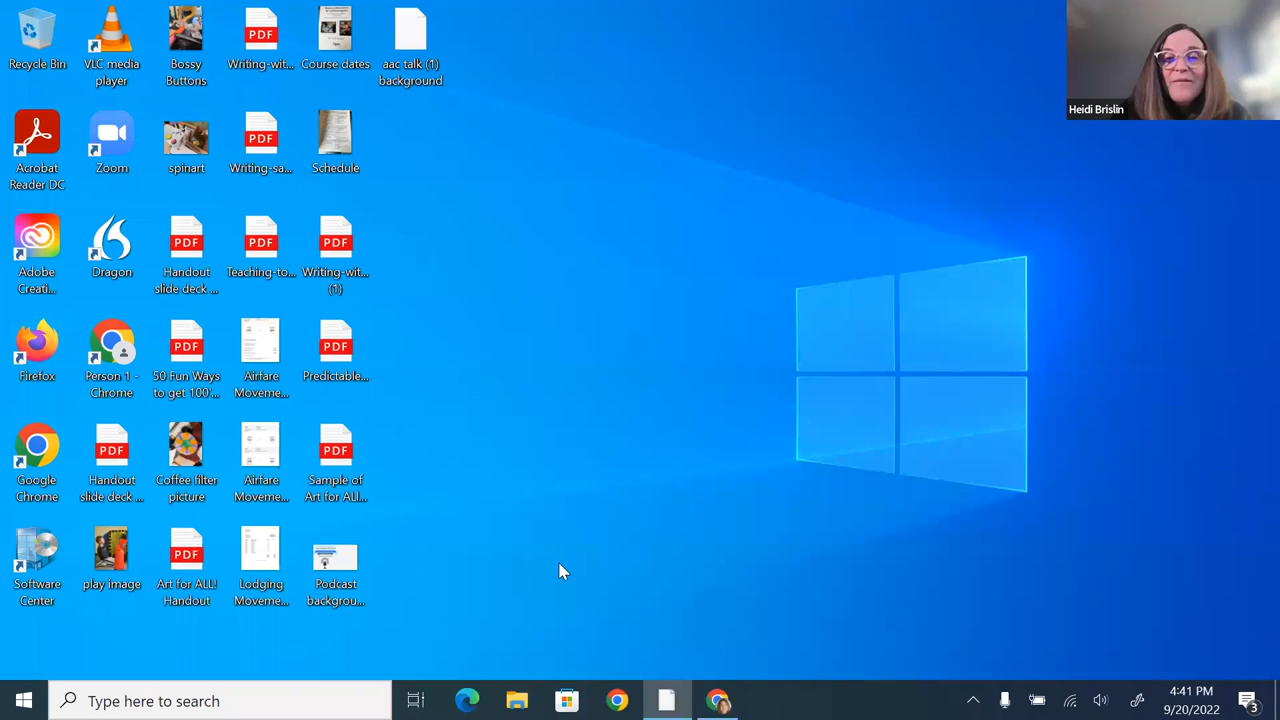 Recycle Bin
VLC media
player
Bossy
Buttons
PDF
Writing-wit...
Course dates
aac talk (1)
background
Heidi Brislin
Acrobat
Reader DC
Zoom
spinart
PDF
Writing-sa...
Schedule
Adobe
Creati...
Dragon
PDF
Handout
slide deck ...
PDF
Teaching-to...
PDF
Writing-wit...
(1)
Firefox
Person 1 -
Chrome
PDF
50 Fun Ways
to get 100'...
Airfare
Moveme...
PDF
Predictable...
Google
Chrome
PDF
Handout
slide deck ...
Coffee filter
picture
Airfare
Moveme...
PDF
Sample of
Art for ALl...
Software
Center
play image
PDF
Art for ALL!
Handout
Lodging
Moveme...
Podcast
backgrou...
Type here to search
4:41 PM
9/20/2022
3